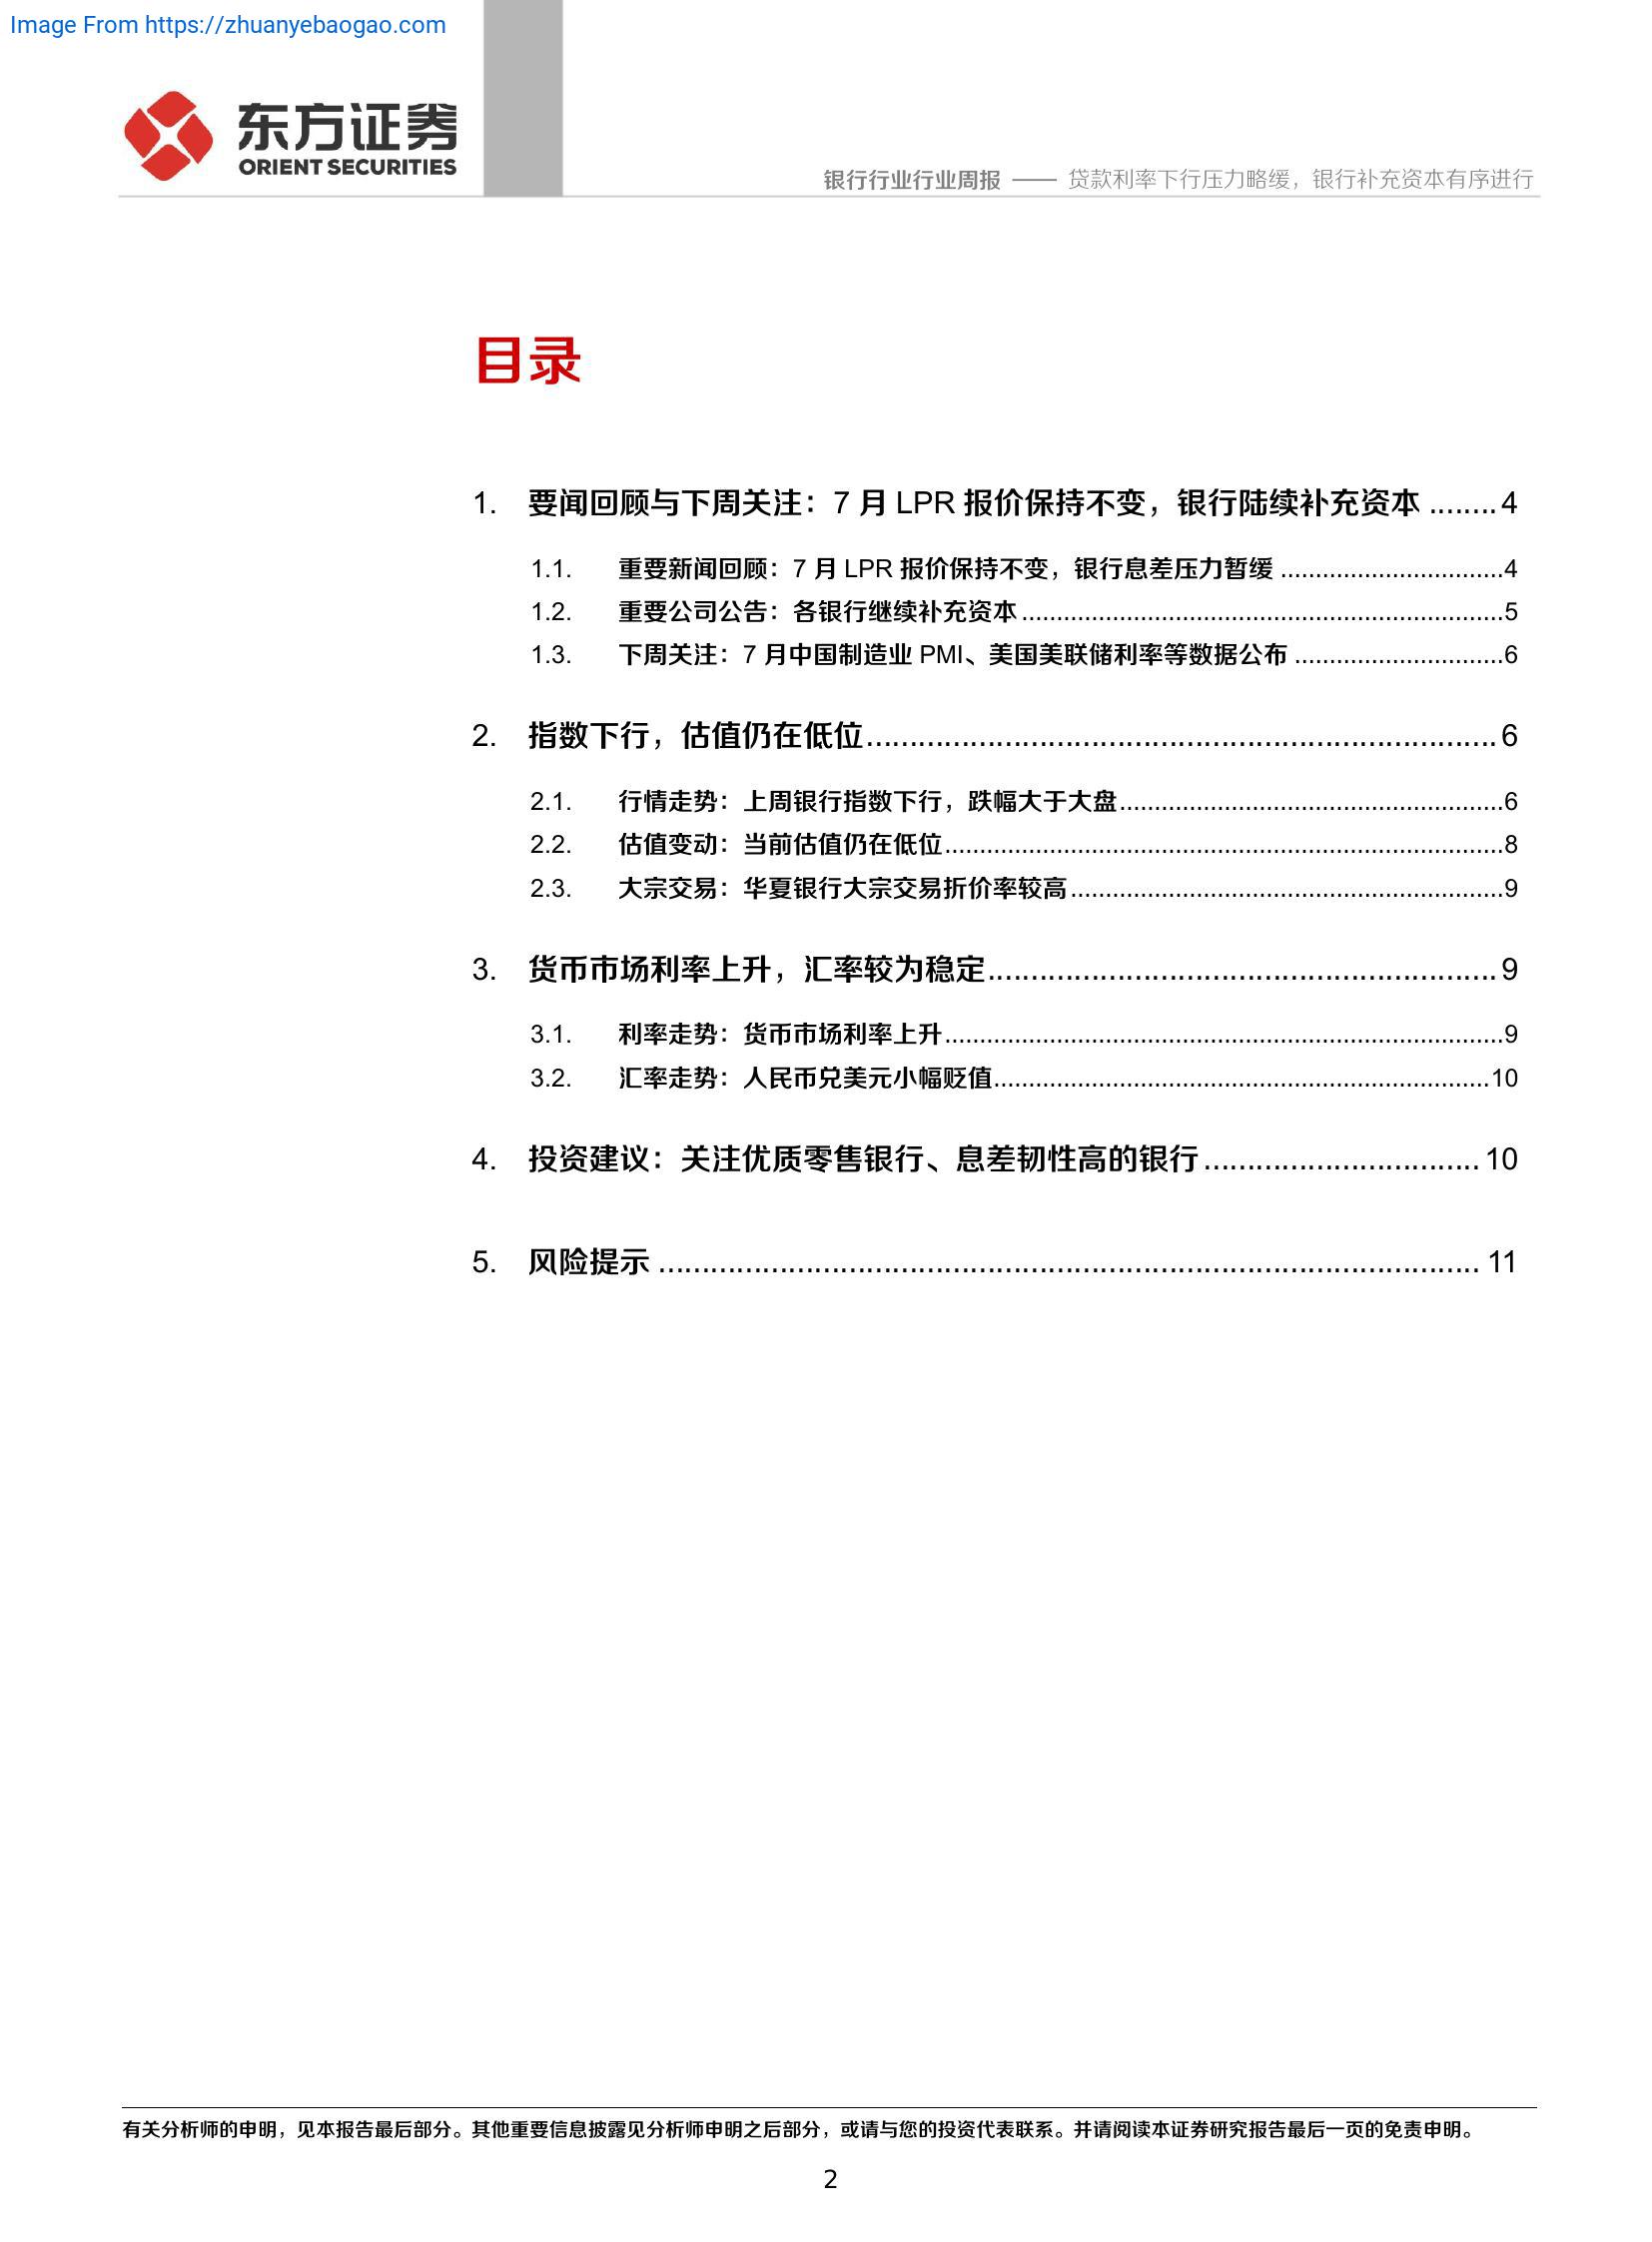 Image From https://zhuanyebaogao.com
东方证券
ORIENT SECURITIES
银行行业行业周报 —— 贷款利率下行压力略缓，银行补充资本有序进行
目录
1. 要闻回顾与下周关注：7 月 LPR 报价保持不变，银行陆续补充资本 ........ 4
1.1. 重要新闻回顾：7 月 LPR 报价保持不变，银行息差压力暂缓 ................................4
1.2. 重要公司公告：各银行继续补充资本 .....................................................................5
1.3. 下周关注：7 月中国制造业 PMI、美国美联储利率等数据公布 ..............................6
2. 指数下行，估值仍在低位......................................................................... 6
2.1. 行情走势：上周银行指数下行，跌幅大于大盘.......................................................6
2.2. 估值变动：当前估值仍在低位................................................................................8
2.3. 大宗交易：华夏银行大宗交易折价率较高..............................................................9
3. 货币市场利率上升，汇率较为稳定........................................................... 9
3.1. 利率走势：货币市场利率上升................................................................................9
3.2. 汇率走势：人民币兑美元小幅贬值.......................................................................10
4. 投资建议：关注优质零售银行、息差韧性高的银行................................ 10
5. 风险提示 ............................................................................................... 11
有关分析师的申明，见本报告最后部分。其他重要信息披露见分析师申明之后部分，或请与您的投资代表联系。并请阅读本证券研究报告最后一页的免责申明。
2